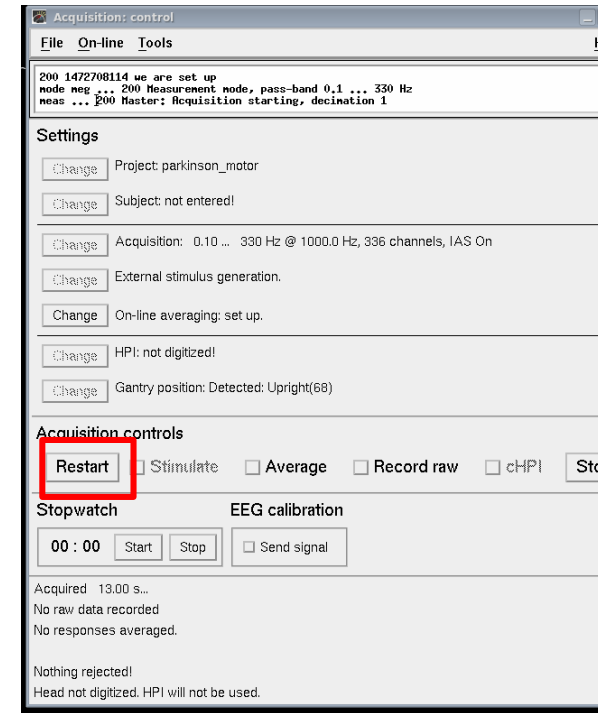 Acquisition: control
File On-line Tools
200 1472708114 we are set up
mode meg ... 200 Measurement mode, pass-band 0.1 ... 330 Hz
meas ... 200 Master: Acquisition starting, decimation 1
Settings
Change Project: parkinson_motor
Change Subject: not entered!
Change Acquisition: 0.10 ... 330 Hz @ 1000.0 Hz, 336 channels, IAS On
Change External stimulus generation.
Change On-line averaging: set up.
Change HPI: not digitized!
Change Gantry position: Detected: Upright(68)
Acquisition controls
Restart Stimulate Average Record raw cHPI
Stopwatch EEG calibration
00 : 00 Start Stop Send signal
Acquired 13.00 s...
No raw data recorded
No responses averaged.
Nothing rejected!
Head not digitized. HPI will not be used.